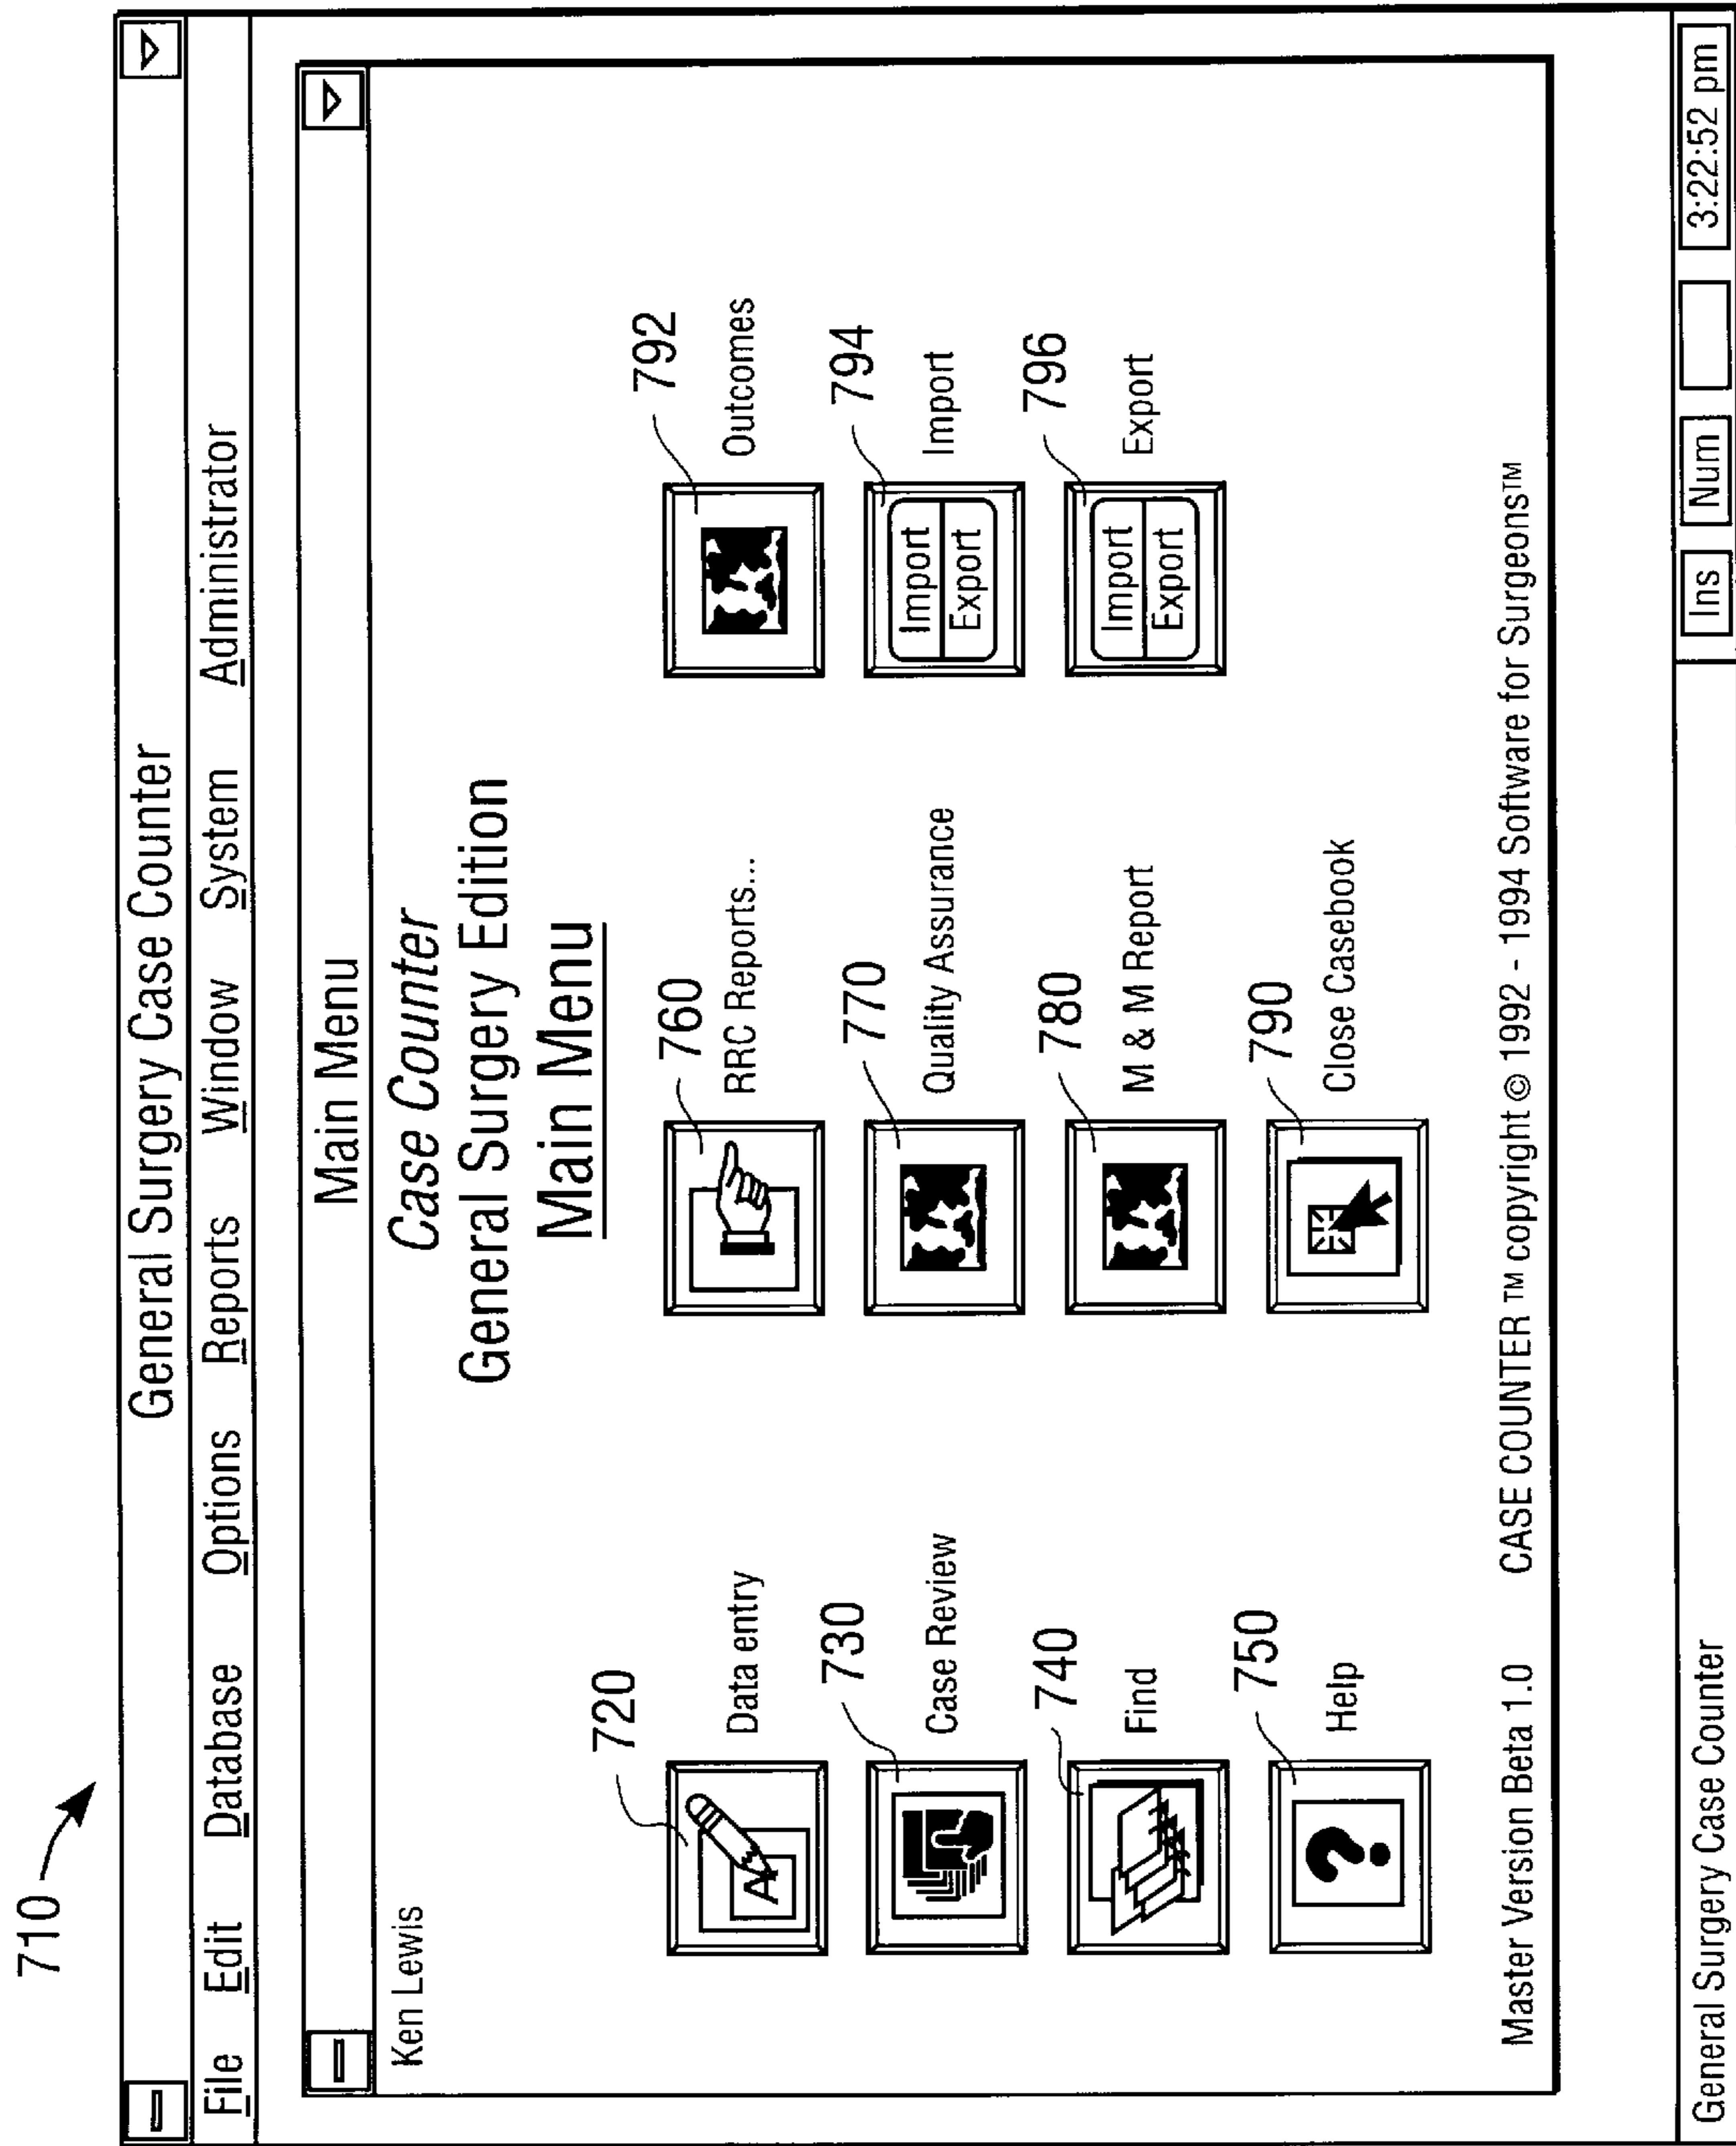 710
General Surgery Case Counter
File Edit Database Options Reports Window System Administrator
Main Menu
Ken Lewis
Case Counter
General Surgery Edition
Main Menu
720
Data entry
730
Case Review
740
Find
750
Help
760
RRC Reports...
770
Quality Assurance
780
M & M Report
790
Close Casebook
792
Outcomes
794
Import
Export
Import
796
Import
Export
Export
Master Version Beta 1.0 CASE COUNTER ™ copyright © 1992 - 1994 Software for Surgeons™
General Surgery Case Counter Ins Num 3:22:52 pm